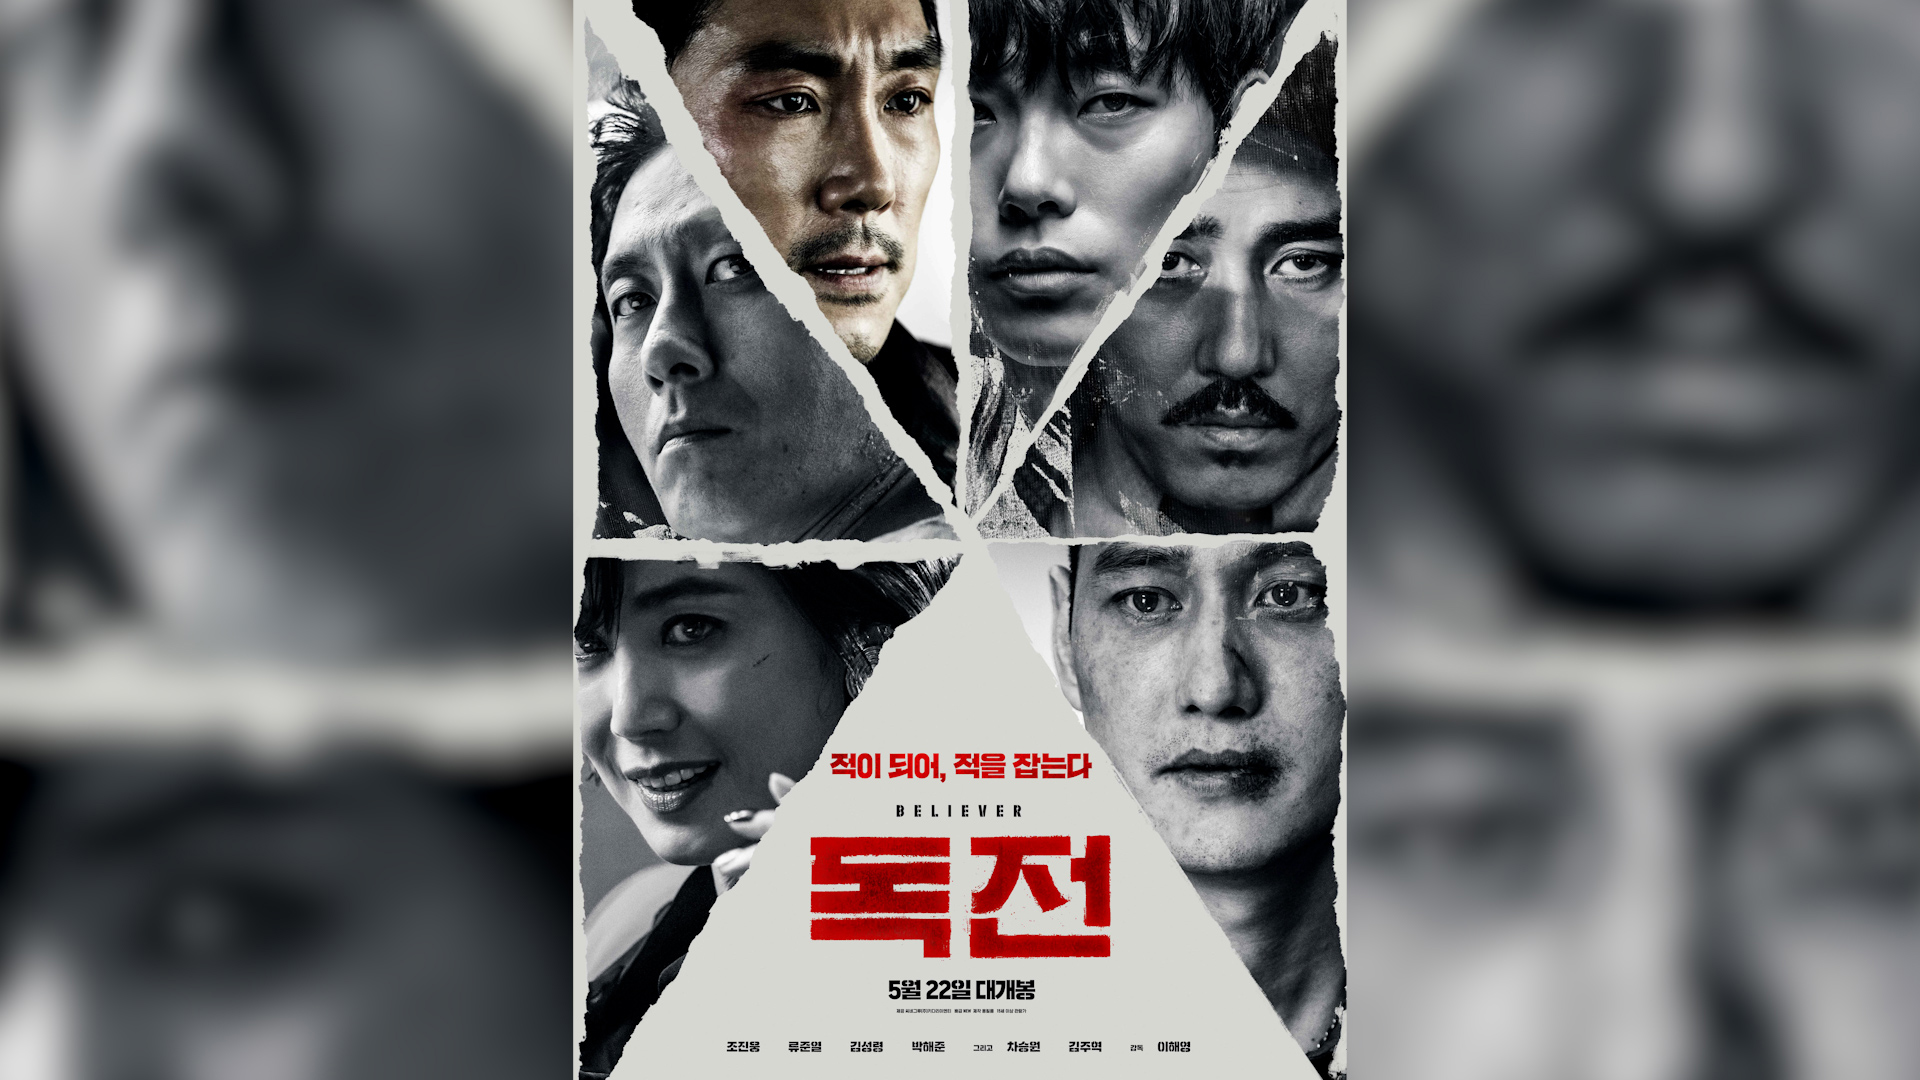 적이 되어, 적을 잡는다
BELIEVER
독전
5월 22일 대개봉
조진웅 류준열 김성령 박해준 그리고 차승원 김주혁 감독 이해영